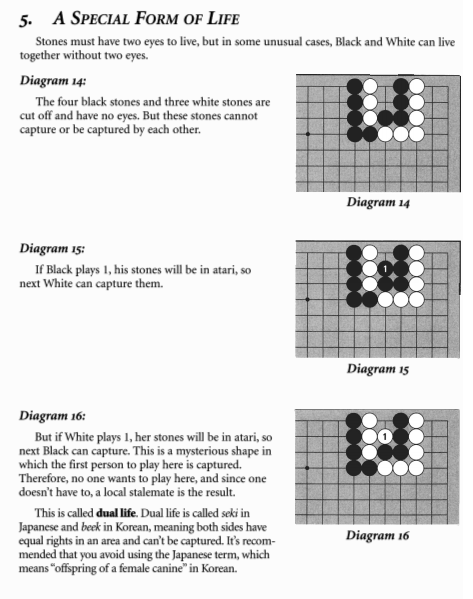 5. A Special Form of Life
Stones must have two eyes to live, but in some unusual cases, Black and White can live
together without two eyes.
Diagram 14:
The four black stones and three white stones are
cut off and have no eyes. But these stones cannot
capture or be captured by each other.
Diagram 14
Diagram 15:
If Black plays 1, his stones will be in atari, so
next White can capture them.
1
Diagram 15
Diagram 16:
But if White plays 1, her stones will be in atari, so
next Black can capture. This is a mysterious shape in
which the first person to play here is captured.
Therefore, no one wants to play here, and since one
doesn't have to, a local stalemate is the result.
This is called dual life. Dual life is called seki in
Japanese and beek in Korean, meaning both sides have
equal rights in an area and can't be captured. It's recom-
mended that you avoid using the Japanese term, which
means "offspring of a female canine" in Korean.
1
Diagram 16